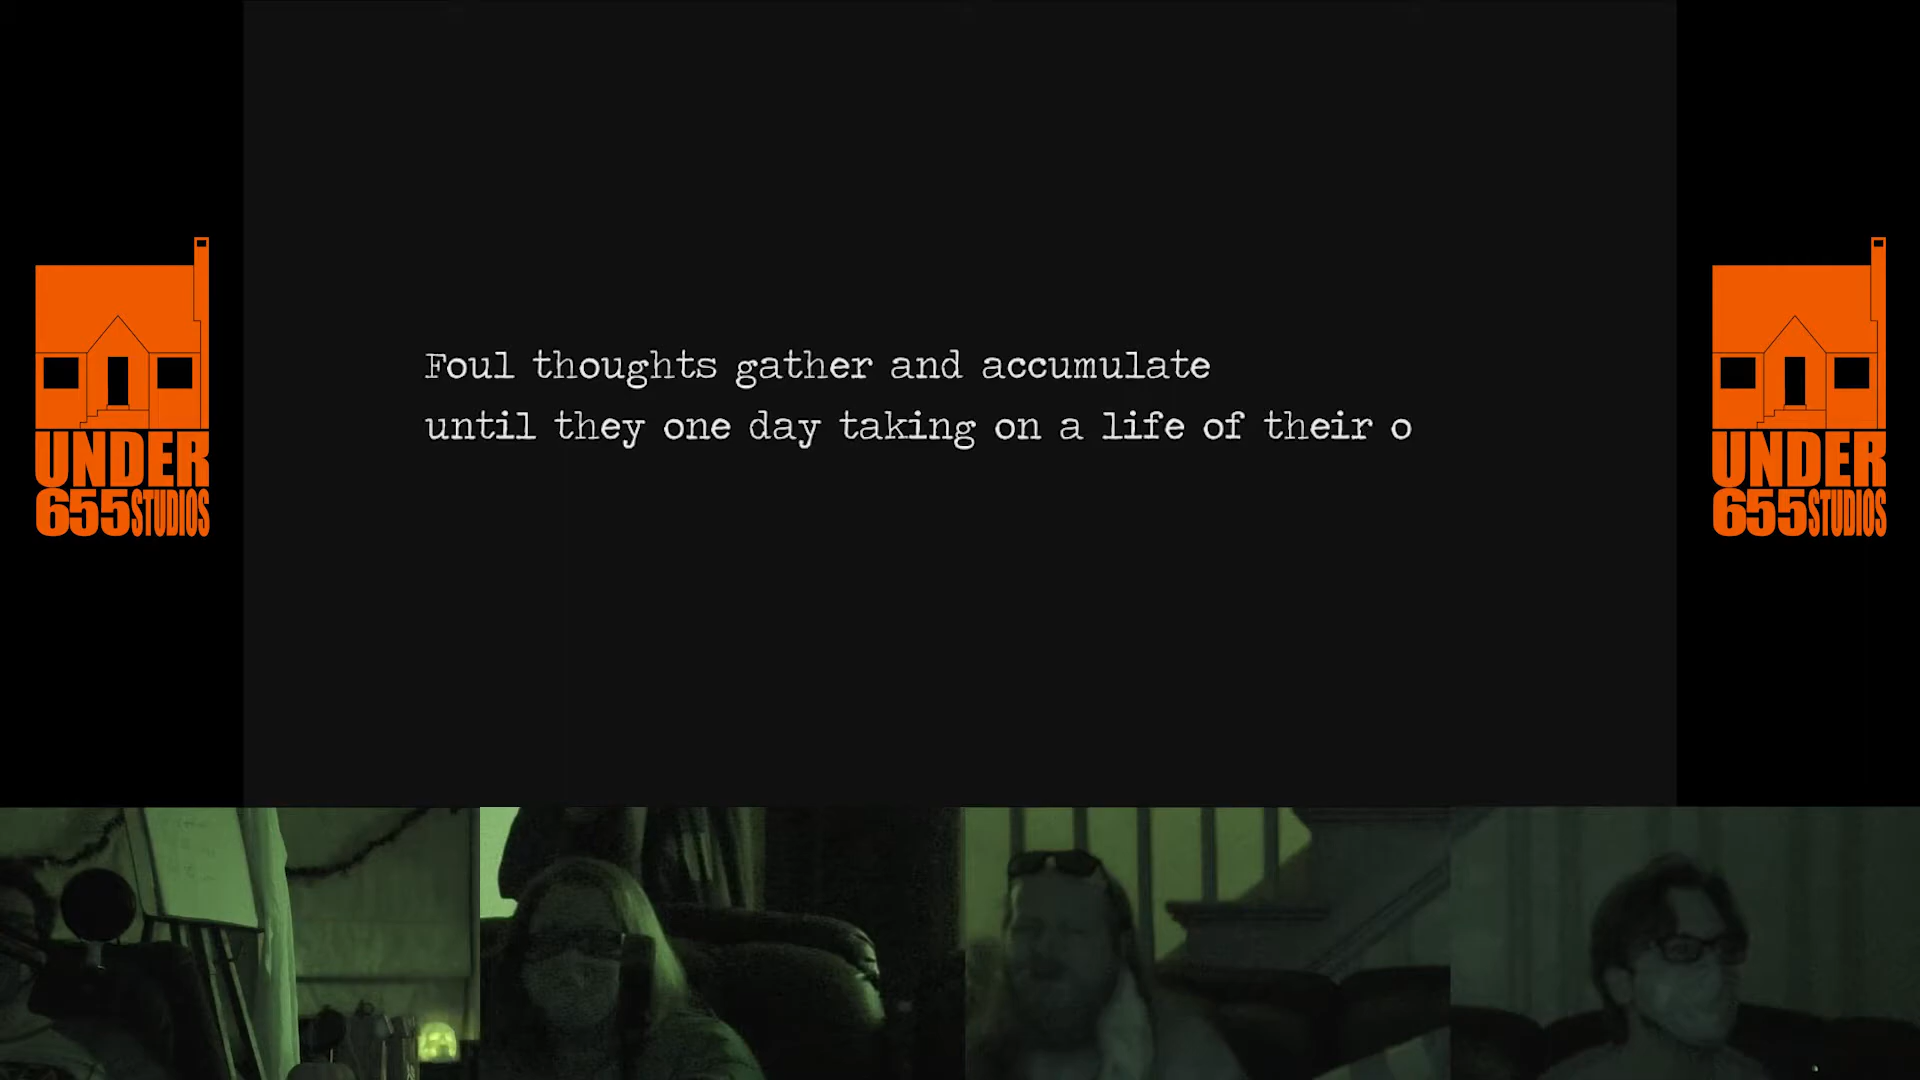 Foul thoughts gather and accumulate
until they one day taking on a life of their o
UNDER
655STUDIOS
UNDER
655STUDIOS